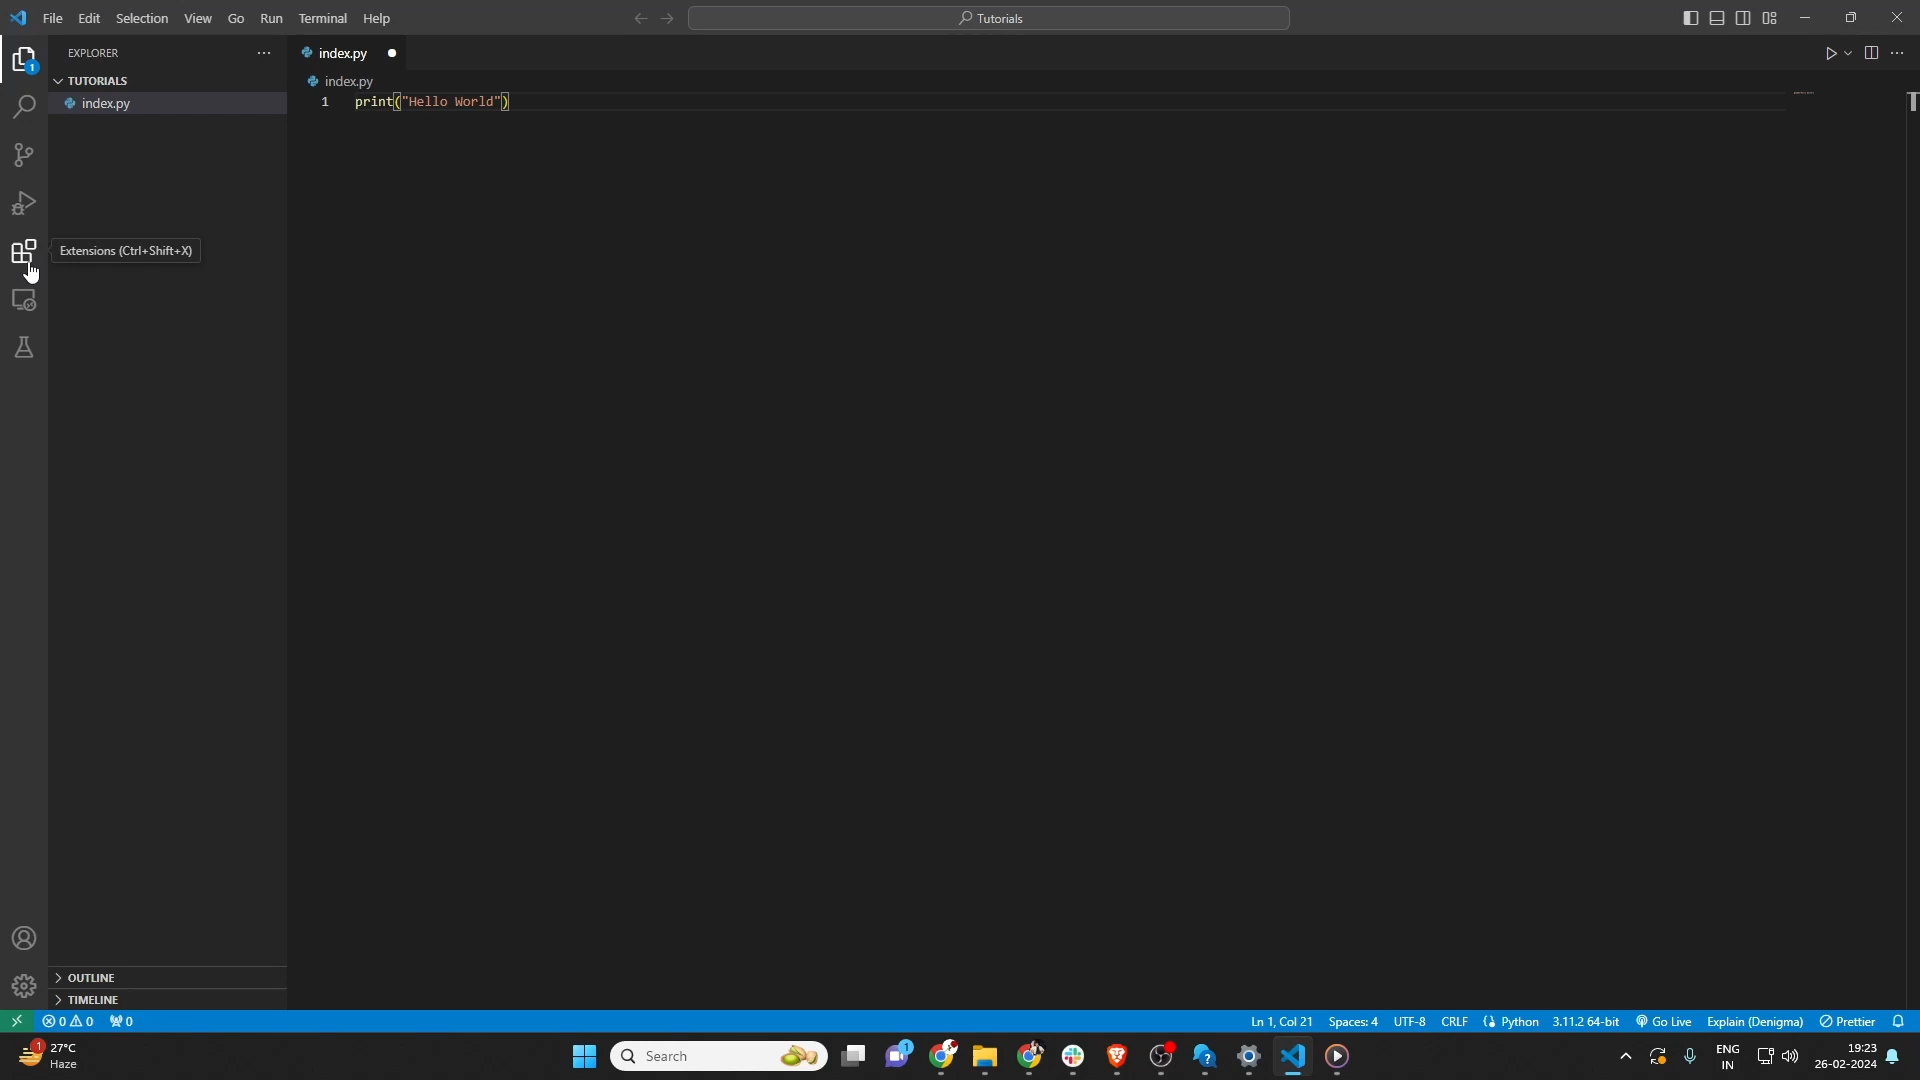 File Edit Selection View Go Run Terminal Help
Tutorials
EXPLORER
index.py
TUTORIALS
index.py
index.py
1 print("Hello World")
Extensions (Ctrl+Shift+X)
1
OUTLINE
TIMELINE
0 0 0
Ln 1, Col 21 Spaces: 4 UTF-8 CRLF Python 3.11.2 64-bit Go Live Explain (Denigma) Prettier
1
27°C
Haze
Search
1
ENG
IN
19:23
26-02-2024